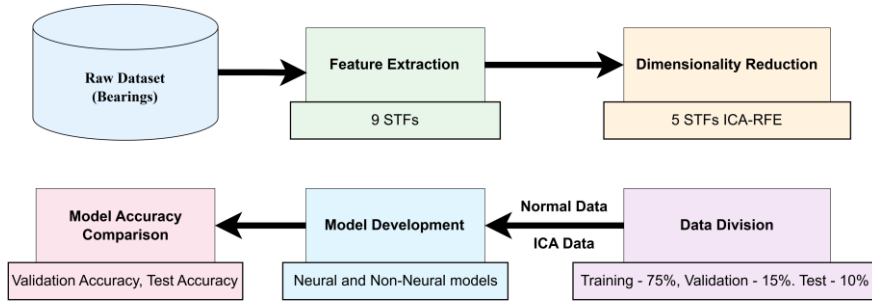 Raw Dataset
(Bearings)
Feature Extraction
9 STFs
Dimensionality Reduction
5 STFs ICA-RFE
Model Accuracy
Comparison
Validation Accuracy, Test Accuracy
Model Development
Neural and Non-Neural models
Normal Data
ICA Data
Data Division
Training - 75%, Validation - 15%. Test - 10%